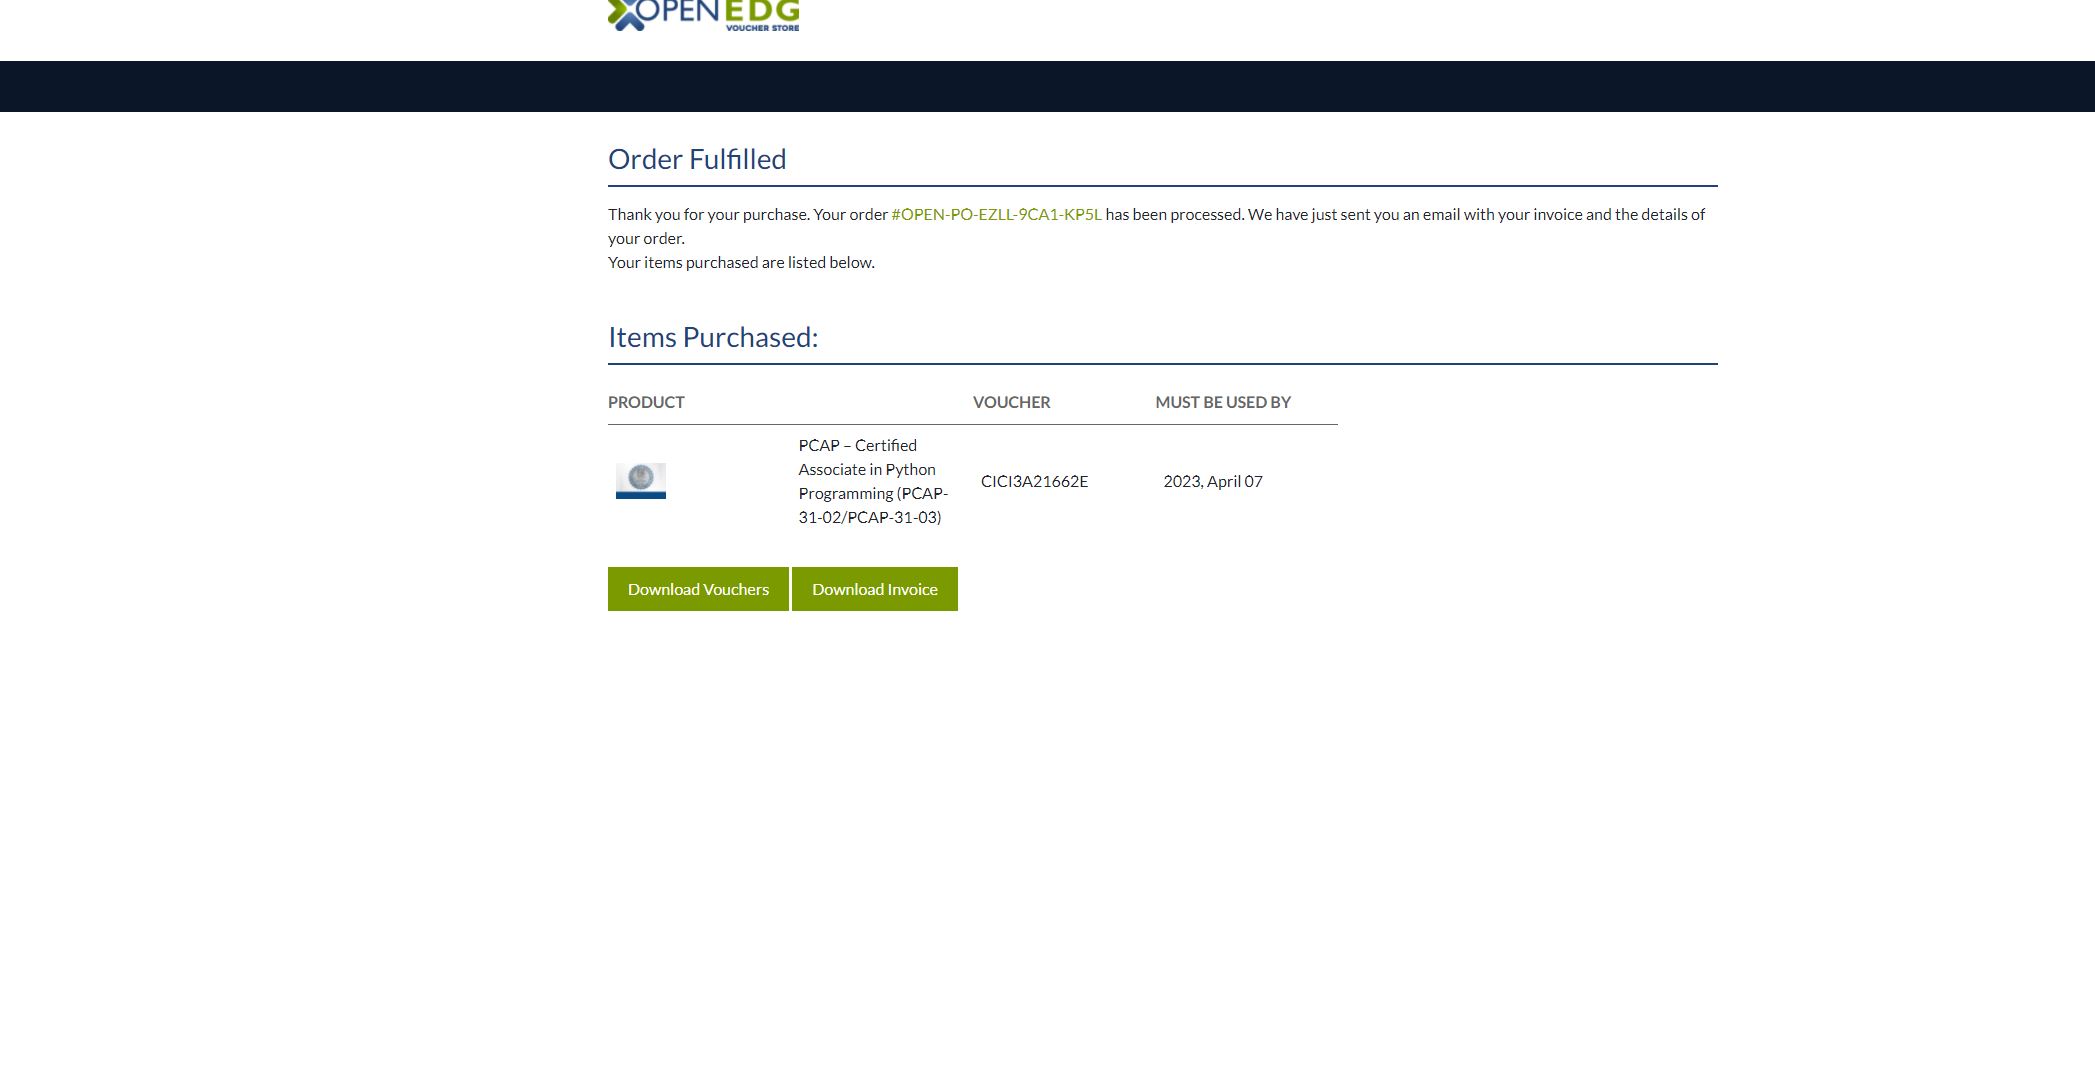 OPENEDG
VOUCHER STORE
Order Fulfilled
Thank you for your purchase. Your order #OPEN-PO-EZLL-9CA1-KP5L has been processed. We have just sent you an email with your invoice and the details of
your order.
Your items purchased are listed below.
Items Purchased:
PRODUCT VOUCHER MUST BE USED BY
PCAP – Certified
Associate in Python
Programming (PCAP-
31-02/PCAP-31-03)
CICI3A21662E
2023, April 07
Download Vouchers Download Invoice